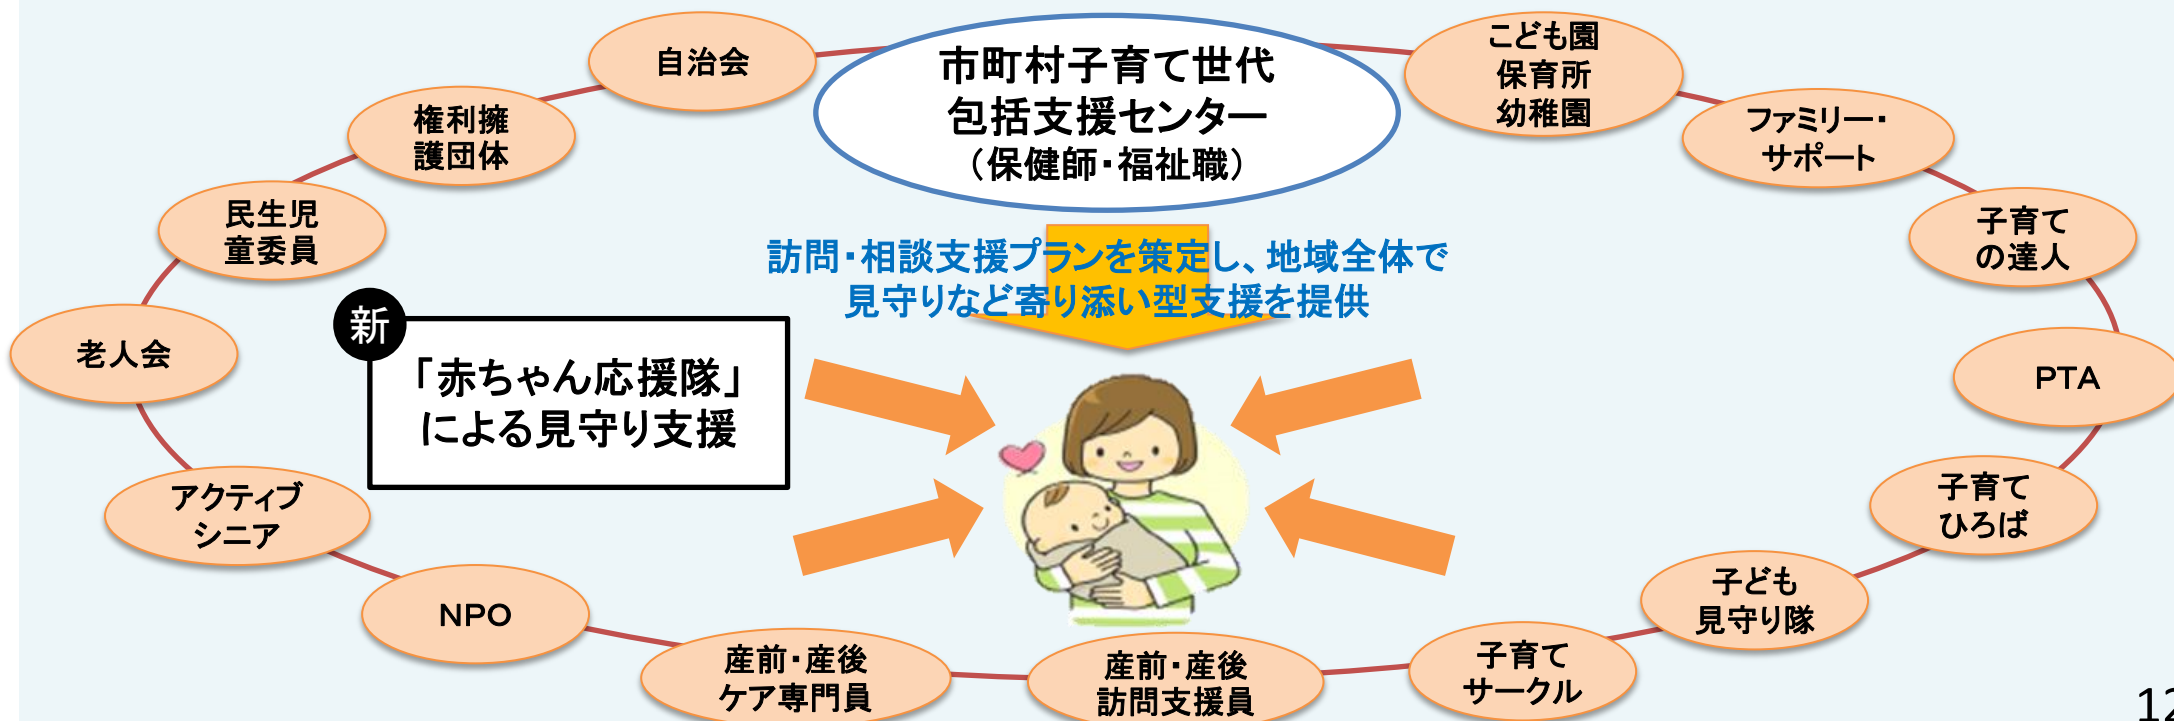 自治会
市町村子育て世代
包括支援センター
（保健師・福祉職）
こども園
保育所
幼稚園
権利擁
護団体
ファミリー・
サポート
民生児
童委員
子育て
の達人
訪問・相談支援プランを策定し、地域全体で
見守りなど寄り添い型支援を提供
新
「赤ちゃん応援隊」
による見守り支援
老人会
PTA
アクティブ
シニア
子育て
ひろば
NPO
子ども
見守り隊
産前・産後
ケア専門員
産前・産後
訪問支援員
子育て
サークル
12